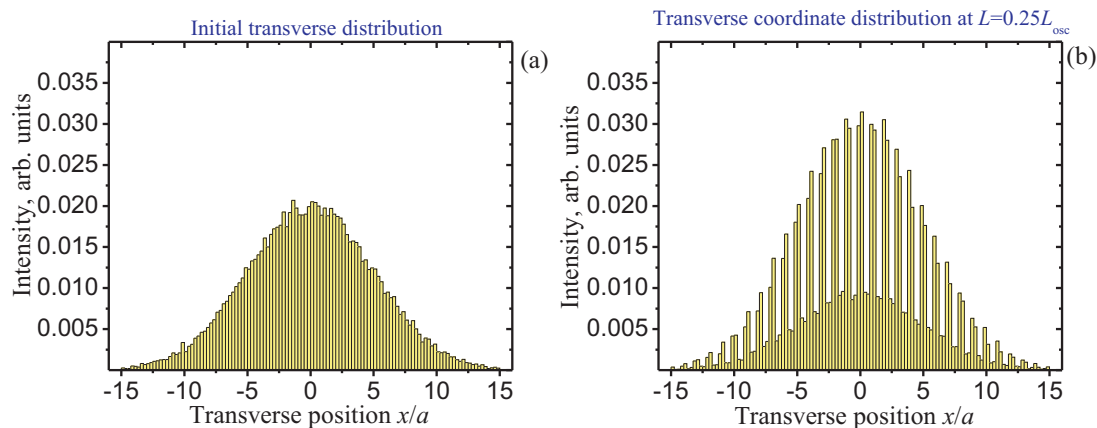 Initial transverse distribution
(a)
Intensity, arb. units
0.035
0.030
0.025
0.020
0.015
0.010
0.005
-15 -10 -5 0 5 10 15
Transverse position x/a
Transverse coordinate distribution at L=0.25Losc
(b)
Intensity, arb. units
0.035
0.030
0.025
0.020
0.015
0.010
0.005
-15 -10 -5 0 5 10 15
Transverse position x/a